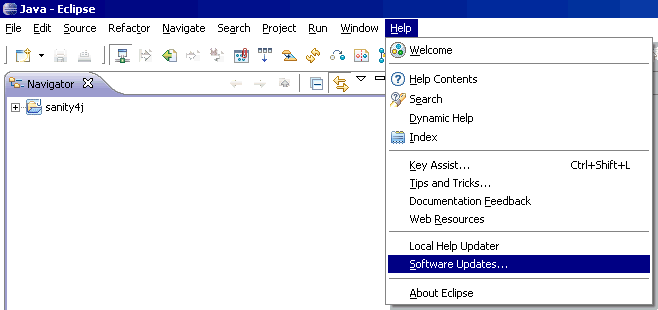 Java - Eclipse
File Edit Source Refactor Navigate Search Project Run Window Help
Navigator
sanity4j
Welcome
Help Contents
Search
Dynamic Help
Index
Key Assist... Ctrl+Shift+L
Tips and Tricks...
Documentation Feedback
Web Resources
Local Help Updater
Software Updates...
About Eclipse